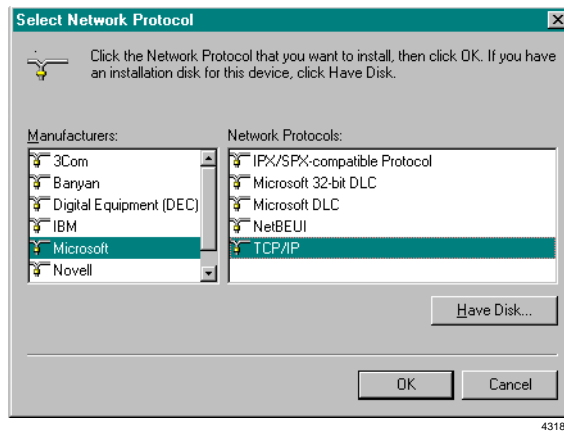 Select Network Protocol
Click the Network Protocol that you want to install, then click OK. If you have
an installation disk for this device, click Have Disk.
Manufacturers:
3Com
Banyan
Digital Equipment (DEC)
IBM
Microsoft
Novell
Network Protocols:
IPX/SPX-compatible Protocol
Microsoft 32-bit DLC
Microsoft DLC
NetBEUI
TCP/IP
Have Disk...
OK
Cancel
4318